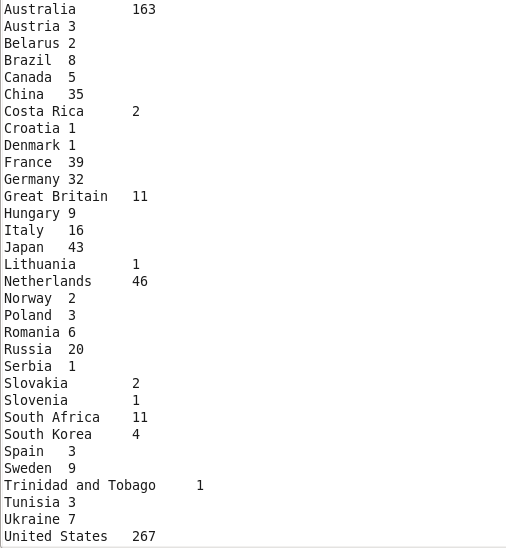 Australia	163
Austria	3
Belarus	2
Brazil	8
Canada	5
China	35
Costa Rica	2
Croatia	1
Denmark	1
France	39
Germany	32
Great Britain	11
Hungary	9
Italy	16
Japan	43
Lithuania	1
Netherlands	46
Norway	2
Poland	3
Romania	6
Russia	20
Serbia	1
Slovakia	2
Slovenia	1
South Africa	11
South Korea	4
Spain	3
Sweden	9
Trinidad and Tobago	1
Tunisia	3
Ukraine	7
United States	267